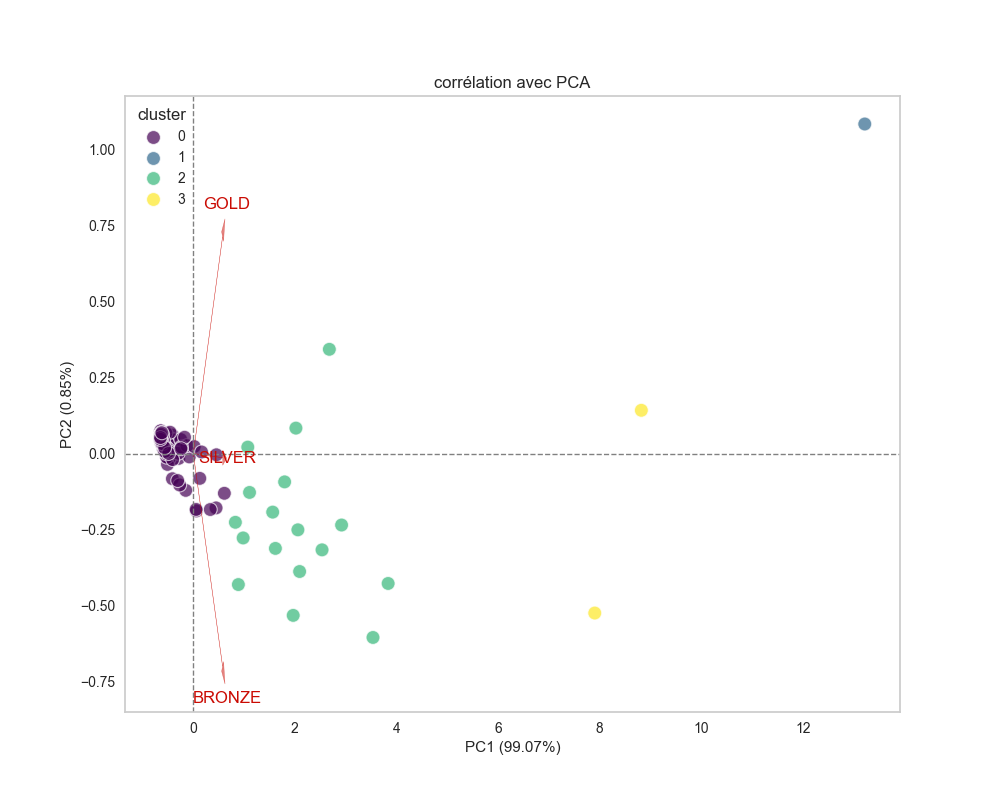 corrélation avec PCA
cluster
0
1
2
3
1.00
0.75
0.50
0.25
0.00
−0.25
−0.50
−0.75
PC2 (0.85%)
GOLD
SILVER
BRONZE
0 2 4 6 8 10 12
PC1 (99.07%)